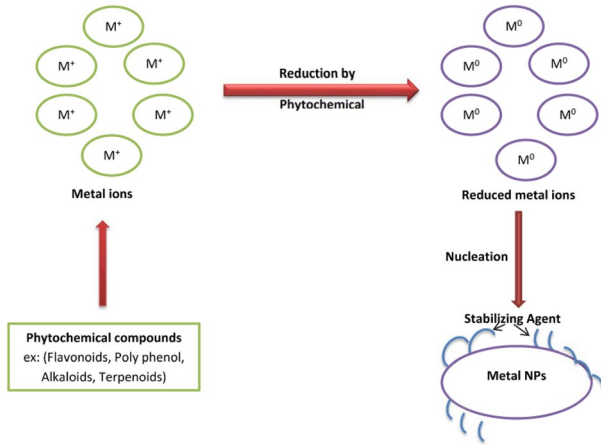 M⁺
M⁺
M⁺
M⁺
M⁺
M⁺
Metal ions
Reduction by
Phytochemical
M⁰
M⁰
M⁰
M⁰
M⁰
M⁰
Reduced metal ions
Nucleation
Stabilizing Agent
Metal NPs
Phytochemical compounds
ex: (Flavonoids, Poly phenol,
Alkaloids, Terpenoids)